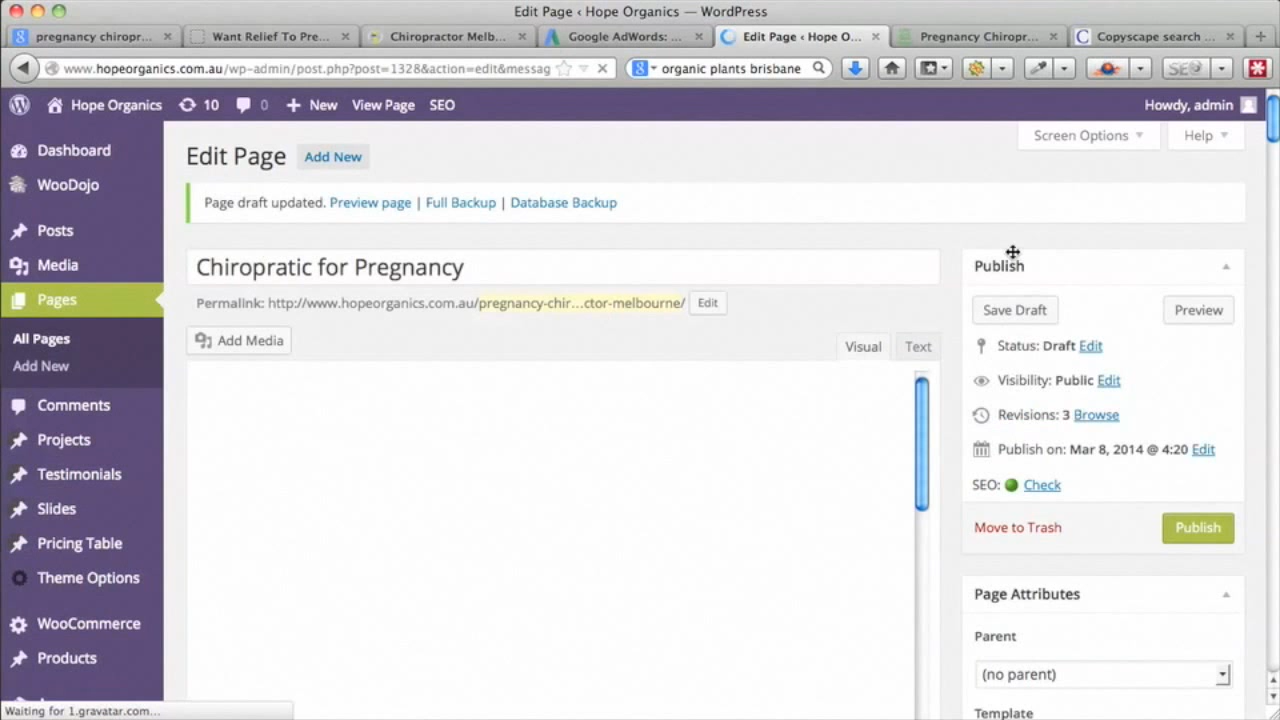 Edit Page ‹ Hope Organics — WordPress
pregnancy chiropr...
Want Relief To Pre...
Chiropractor Melb...
Google AdWords: ...
Edit Page ‹ Hope O...
Pregnancy Chiropr...
Copyscape search ...
www.hopeorganics.com.au/wp-admin/post.php?post=1328&action=edit&messag
organic plants brisbane
SEO
Hope Organics
10
0
New
View Page
SEO
Howdy, admin
Screen Options
Help
Dashboard
WooDojo
Posts
Media
Pages
All Pages
Add New
Comments
Projects
Testimonials
Slides
Pricing Table
Theme Options
WooCommerce
Products
Edit Page
Add New
Page draft updated. Preview page | Full Backup | Database Backup
Chiropratic for Pregnancy
Permalink: http://www.hopeorganics.com.au/pregnancy-chir...ctor-melbourne/
Edit
Add Media
Visual
Text
Publish
Save Draft
Preview
Status: Draft Edit
Visibility: Public Edit
Revisions: 3 Browse
Publish on: Mar 8, 2014 @ 4:20 Edit
SEO: Check
Move to Trash
Publish
Page Attributes
Parent
(no parent)
Template
Waiting for 1.gravatar.com...